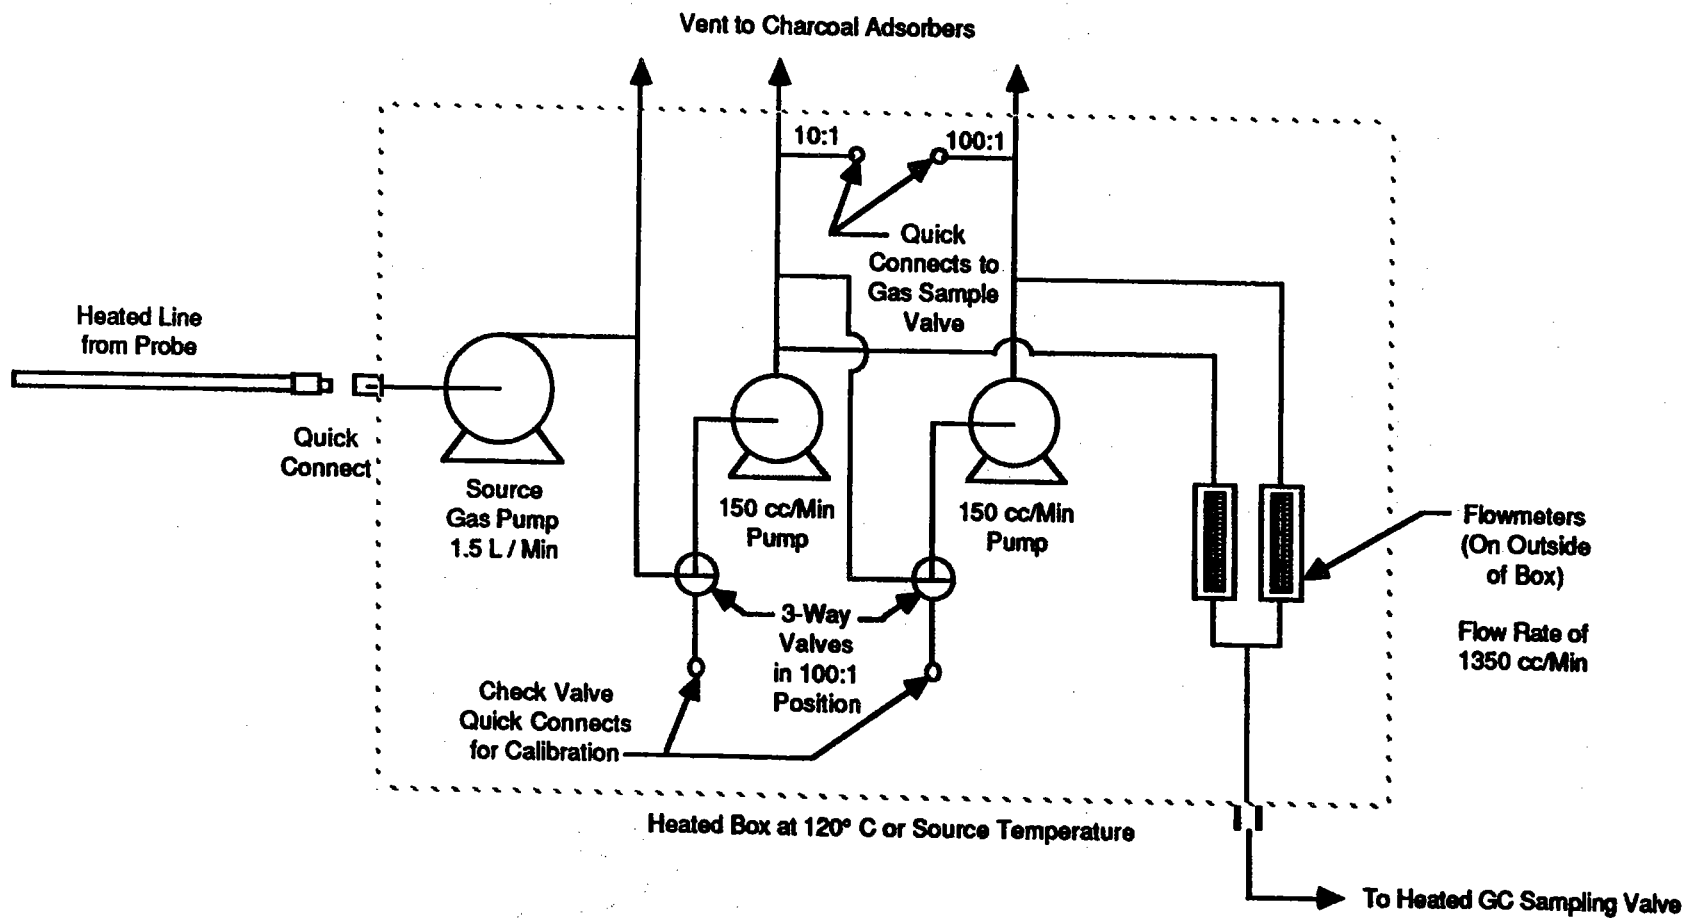 Vent to Charcoal Adsorbers
10:1
100:1
Quick
Connects to
Gas Sample
Valve
Heated Line
from Probe
Quick
Connect
Source
Gas Pump
1.5 L / Min
150 cc/Min
Pump
150 cc/Min
Pump
Flowmeters
(On Outside
of Box)
Flow Rate of
1350 cc/Min
3-Way
Valves
in 100:1
Position
Check Valve
Quick Connects
for Calibration
Heated Box at 120° C or Source Temperature
To Heated GC Sampling Valve